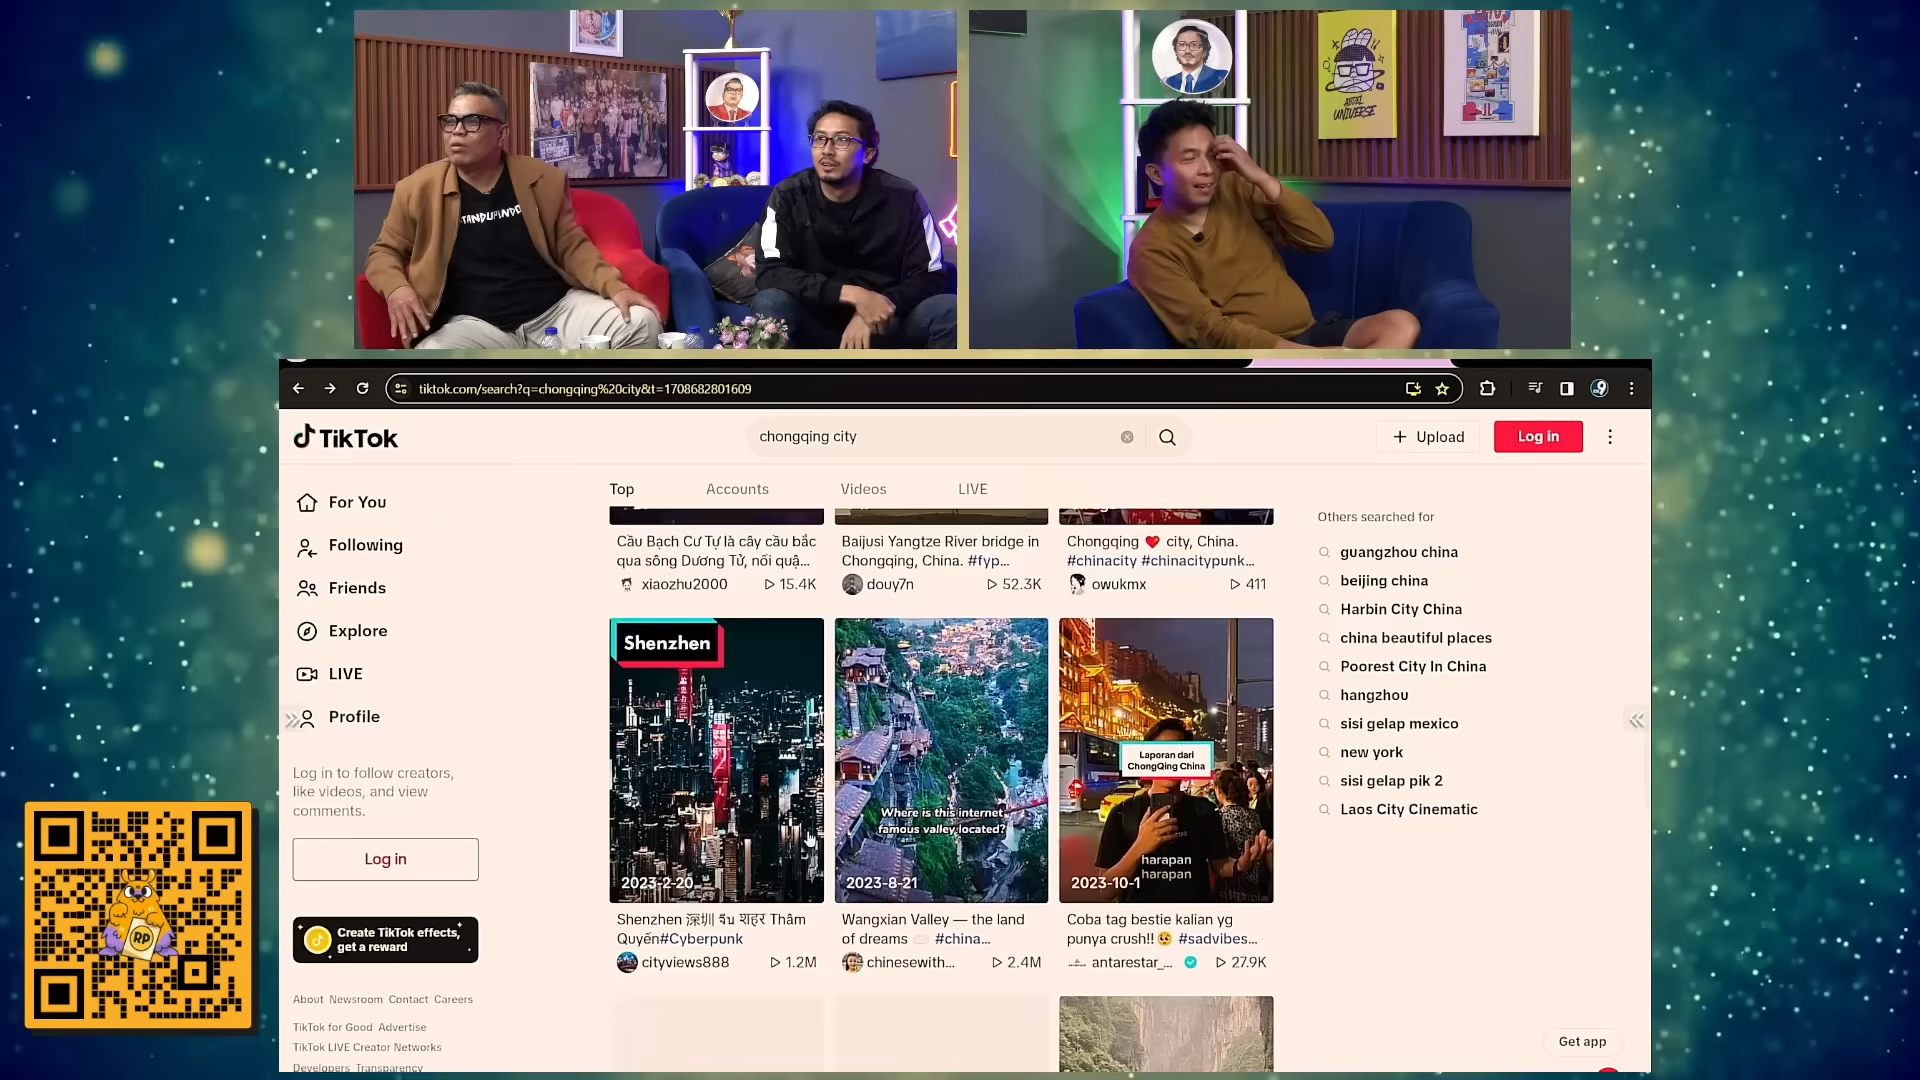 ABDEL
UNIVERSE
STANDUPINDO
tiktok.com/search?q=chongqing%20city&t=1708682801609
TikTok
chongqing city
Upload
Log in
For You
Following
Friends
Explore
LIVE
Profile
Log in to follow creators,
like videos, and view
comments.
Log in
Create TikTok effects,
get a reward
About Newsroom Contact Careers
TikTok for Good Advertise
TikTok LIVE Creator Networks
Developers Transparency
RP
Top
Accounts
Videos
LIVE
Cầu Bạch Cư Tự là cây cầu bắc
qua sông Dương Tử, nối quậ...
xiaozhu2000
15.4K
Baijusi Yangtze River bridge in
Chongqing, China. #fyp...
douy7n
52.3K
Chongqing ❤️ city, China.
#chinacity #chinacitypunk...
owukmx
411
Shenzhen
2023-2-20
Shenzhen 深圳 จีน शहर Thâm
Quyến#Cyberpunk
cityviews888
1.2M
Where is this internet
famous valley located?
2023-8-21
Wangxian Valley — the land
of dreams ☁️ #china...
chinesewith...
2.4M
Laporan dari
ChongQing China
harapan
harapan
2023-10-1
Coba tag bestie kalian yg
punya crush!! 🥺 #sadvibes...
antarestar_...
27.9K
Others searched for
guangzhou china
beijing china
Harbin City China
china beautiful places
Poorest City In China
hangzhou
sisi gelap mexico
new york
sisi gelap pik 2
Laos City Cinematic
Get app